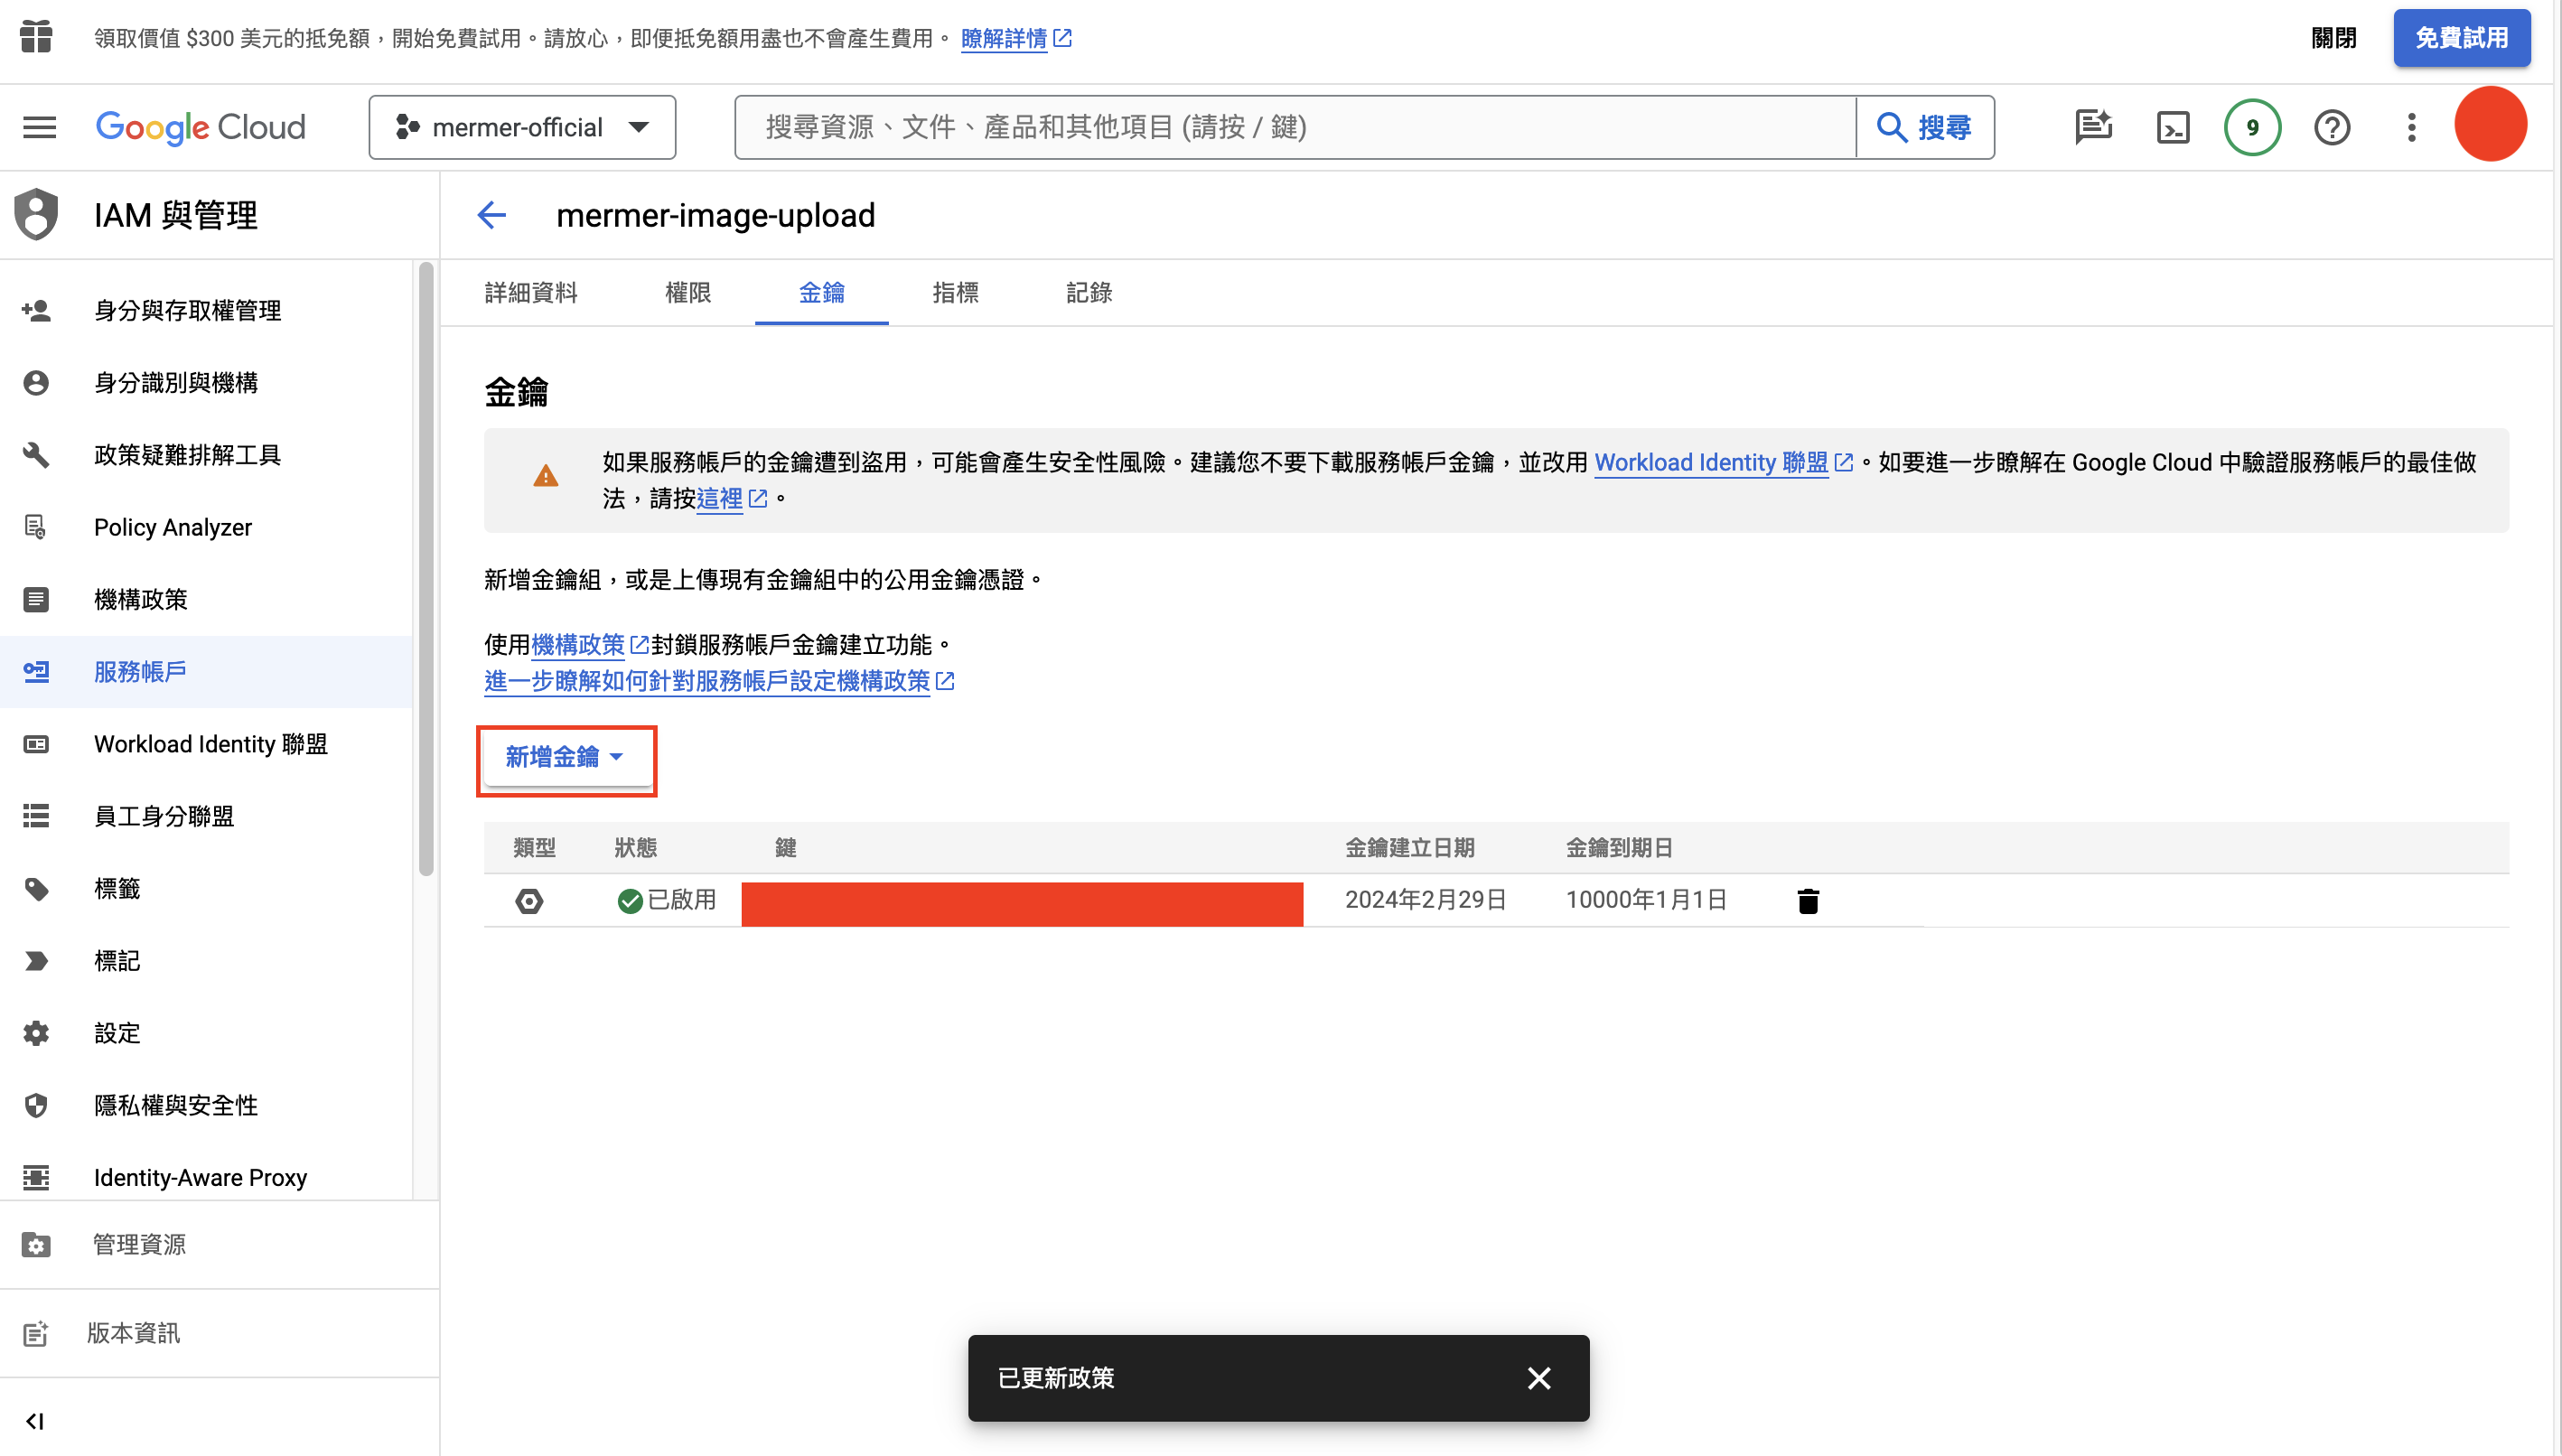 領取價值 $300 美元的抵免額，開始免費試用。請放心，即便抵免額用盡也不會產生費用。 瞭解詳情
關閉
免費試用
Google Cloud
mermer-official
搜尋資源、文件、產品和其他項目 (請按 / 鍵)
搜尋
9
IAM 與管理
mermer-image-upload
身分與存取權管理
身分識別與機構
政策疑難排解工具
Policy Analyzer
機構政策
服務帳戶
Workload Identity 聯盟
員工身分聯盟
標籤
標記
設定
隱私權與安全性
Identity-Aware Proxy
管理資源
版本資訊
詳細資料
權限
金鑰
指標
記錄
金鑰
如果服務帳戶的金鑰遭到盜用，可能會產生安全性風險。建議您不要下載服務帳戶金鑰，並改用 Workload Identity 聯盟。如要進一步瞭解在 Google Cloud 中驗證服務帳戶的最佳做
法，請按這裡。
新增金鑰組，或是上傳現有金鑰組中的公用金鑰憑證。
使用機構政策封鎖服務帳戶金鑰建立功能。
進一步瞭解如何針對服務帳戶設定機構政策
新增金鑰
類型 狀態 鍵 金鑰建立日期 金鑰到期日
已啟用 2024年2月29日 10000年1月1日
已更新政策